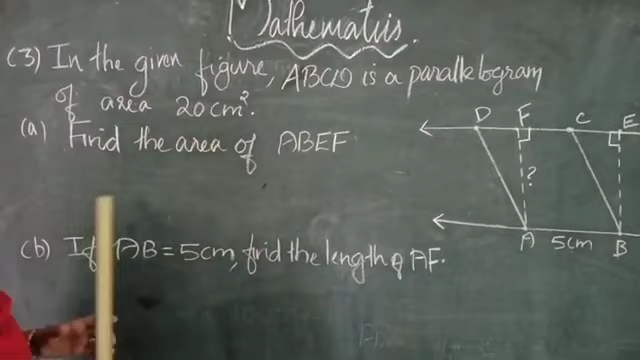 Mathematics.
(3) In the given figure, ABCD is a parallelogram
of area 20cm².
(a) Find the area of ABEF
(b) If AB = 5cm, find the length of AF.
D F C E
?
A 5cm B